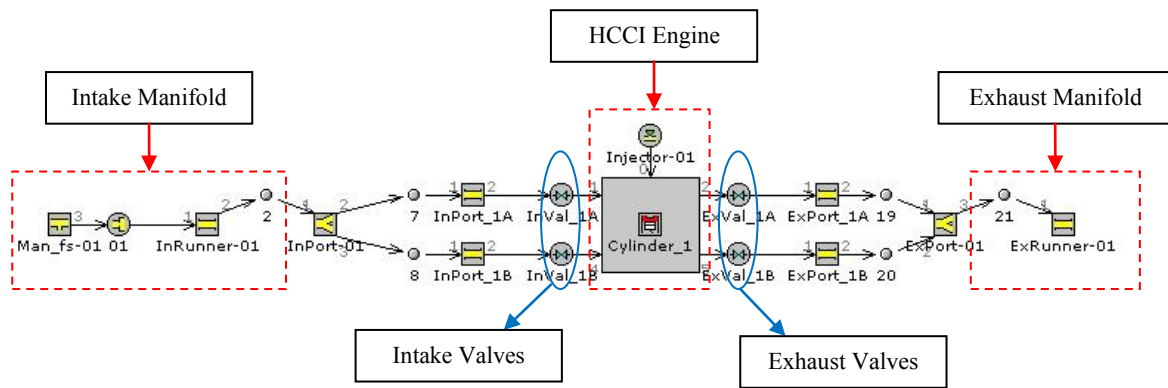 HCCI Engine
Intake Manifold
Exhaust Manifold
Injector-01
0
3
1 2
2
1 2
3
7
1 2
1
2
1 2
19
1 3
2
21
1
Man_fs-01 01
InRunner-01
InPort-01
InPort_1A
InVal_1A
Cylinder_1
ExVal_1A
ExPort_1A
ExPort-01
ExRunner-01
8
1 2
4
1 2
20
InPort_1B
InVal_1B
ExVal_1B
ExPort_1B
Intake Valves
Exhaust Valves